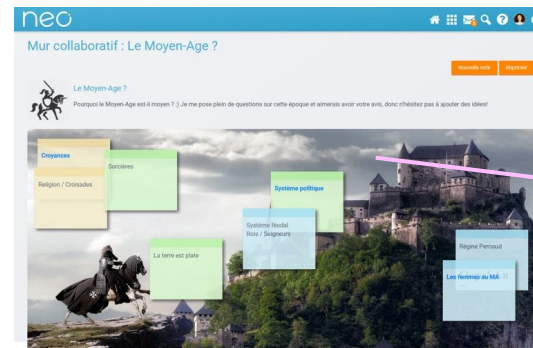 neo
Mur collaboratif : Le Moyen-Age ?
Nouvelle note
Imprimer
Le Moyen-Age ?
Pourquoi le Moyen-Age est-il moyen ? :) Je me pose plein de questions sur cette époque et aimerais avoir votre avis, donc n'hésitez pas à ajouter des idées!
Croyances
Sorcières
Religion / Croisades
Système politique
Système féodal
Rois / Seigneurs
La terre est plate
Régine Pernoud
Les femmes au MA